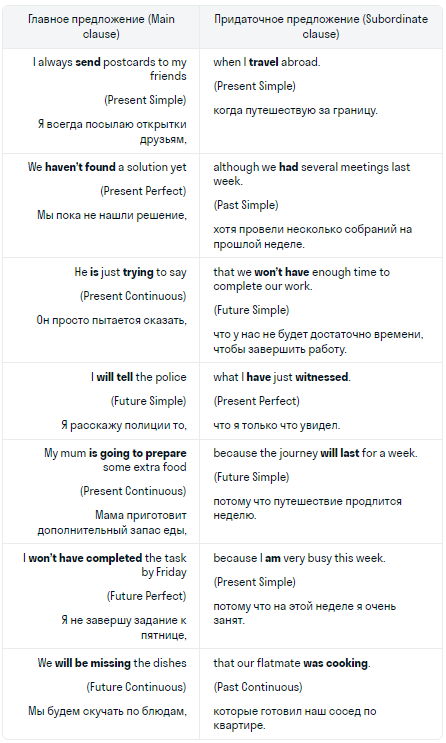 Главное предложение (Main
clause)
Придаточное предложение (Subordinate
clause)
I always send postcards to my
friends
(Present Simple)
Я всегда посылаю открытки
друзьям,
when I travel abroad.
(Present Simple)
когда путешествую за границу.
We haven't found a solution yet
(Present Perfect)
Мы пока не нашли решение,
although we had several meetings last
week.
(Past Simple)
хотя провели несколько собраний на
прошлой неделе.
He is just trying to say
(Present Continuous)
Он просто пытается сказать,
that we won't have enough time to
complete our work.
(Future Simple)
что у нас не будет достаточно времени,
чтобы завершить работу.
I will tell the police
(Future Simple)
Я расскажу полиции то,
what I have just witnessed.
(Present Perfect)
что я только что увидел.
My mum is going to prepare
some extra food
(Present Continuous)
Мама приготовит
дополнительный запас еды,
because the journey will last for a week.
(Future Simple)
потому что путешествие продлится
неделю.
I won't have completed the task
by Friday
(Future Perfect)
Я не завершу задание к
пятнице,
because I am very busy this week.
(Present Simple)
потому что на этой неделе я очень
занят.
We will be missing the dishes
(Future Continuous)
Мы будем скучать по блюдам,
that our flatmate was cooking.
(Past Continuous)
которые готовил наш сосед по
квартире.